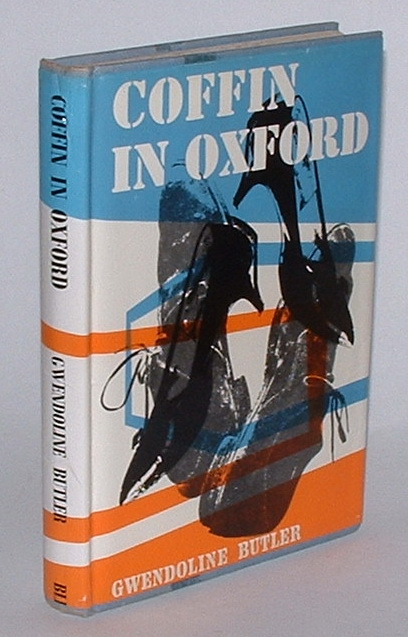 COFFIN
IN OXFORD
GWENDOLINE BUTLER
COFFIN IN OXFORD
GWENDOLINE BUTLER